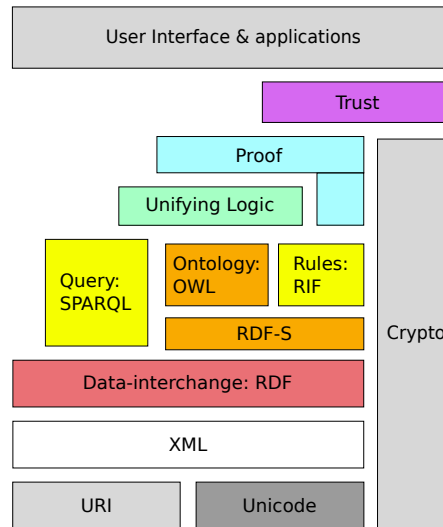 User Interface & applications
Trust
Proof
Unifying Logic
Query:
SPARQL
Ontology:
OWL
Rules:
RIF
RDF-S
Crypto
Data-interchange: RDF
XML
URI
Unicode